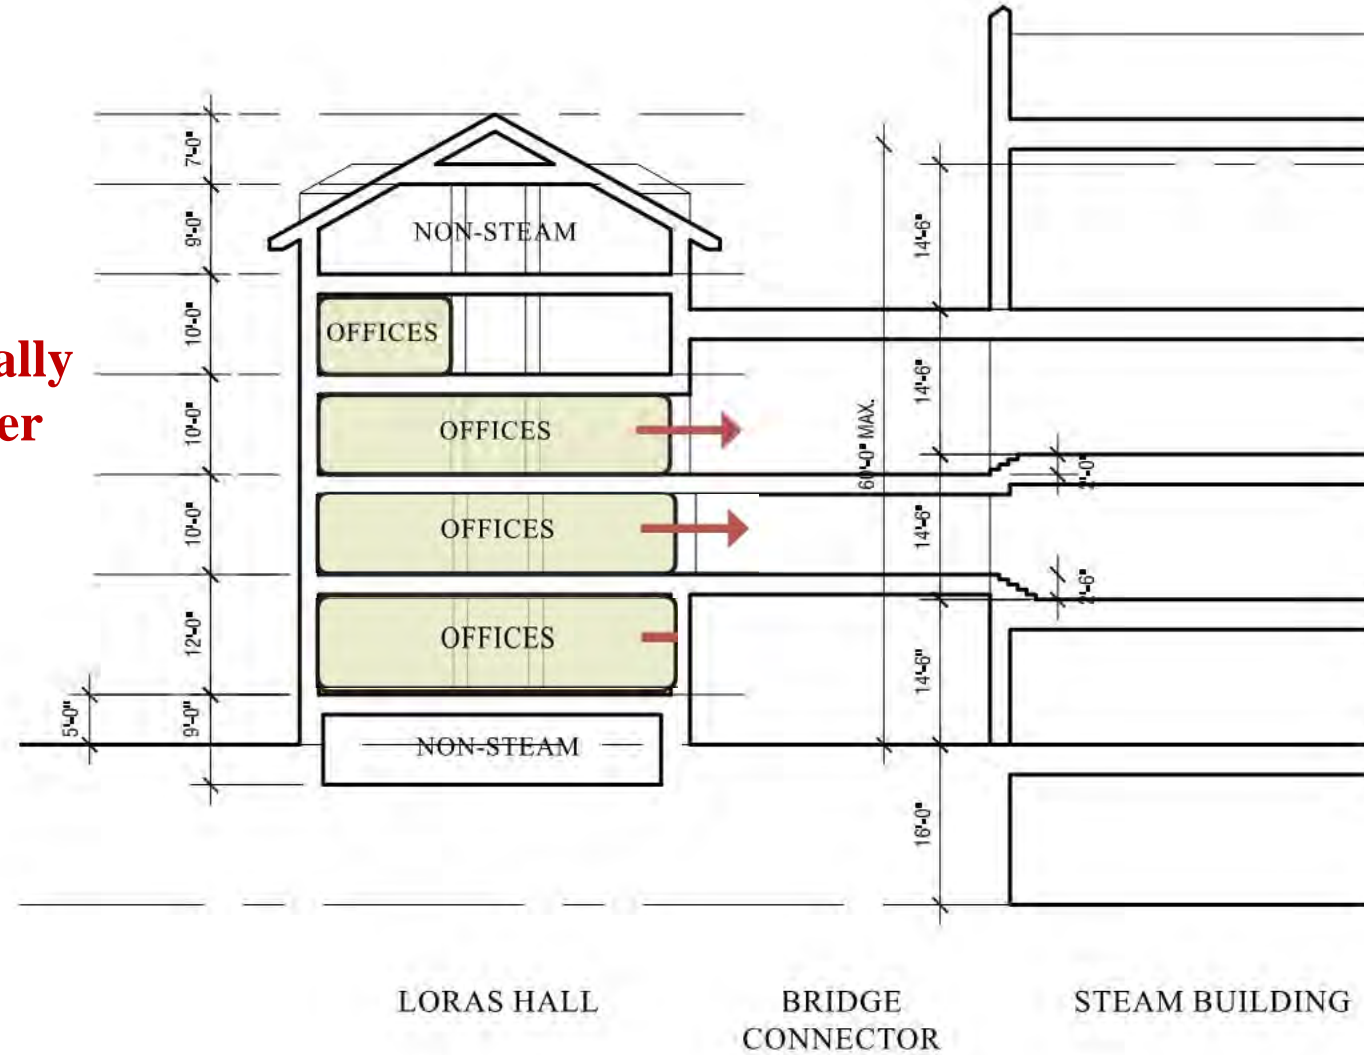 7'-0"
9'-0"
NON-STEAM
14'-6"
10'-0"
OFFICES
ally
er
10'-0"
OFFICES
14'-6"
60'-0" MAX.
2'-0"
10'-0"
OFFICES
14'-6"
2'-6"
12'-0"
OFFICES
14'-6"
5'-0"
9'-0"
NON-STEAM
16'-0"
LORAS HALL
BRIDGE
CONNECTOR
STEAM BUILDING